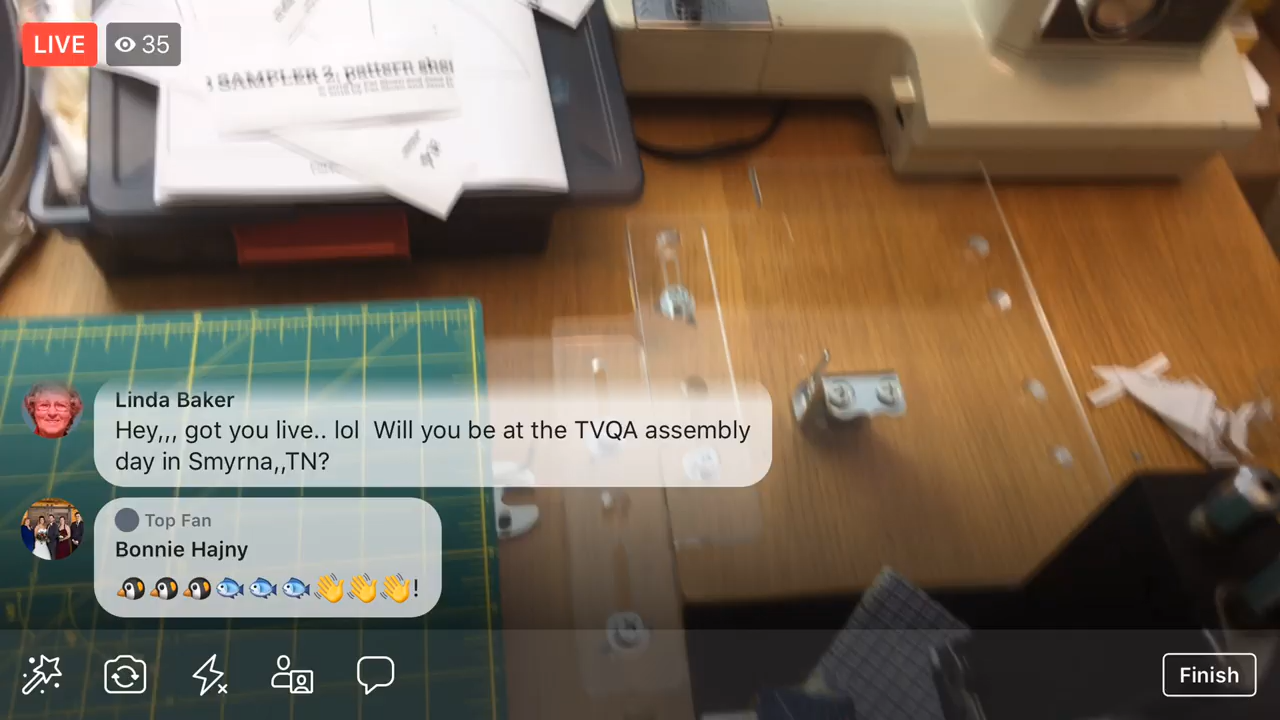 LIVE
35
SAMPLER 2, pattern sheet
Linda Baker
Hey,,, got you live.. lol Will you be at the TVQA assembly
day in Smyrna,,TN?
Top Fan
Bonnie Hajny
🐧🐧🐧🐟🐟🐟👋👋👋!
Finish